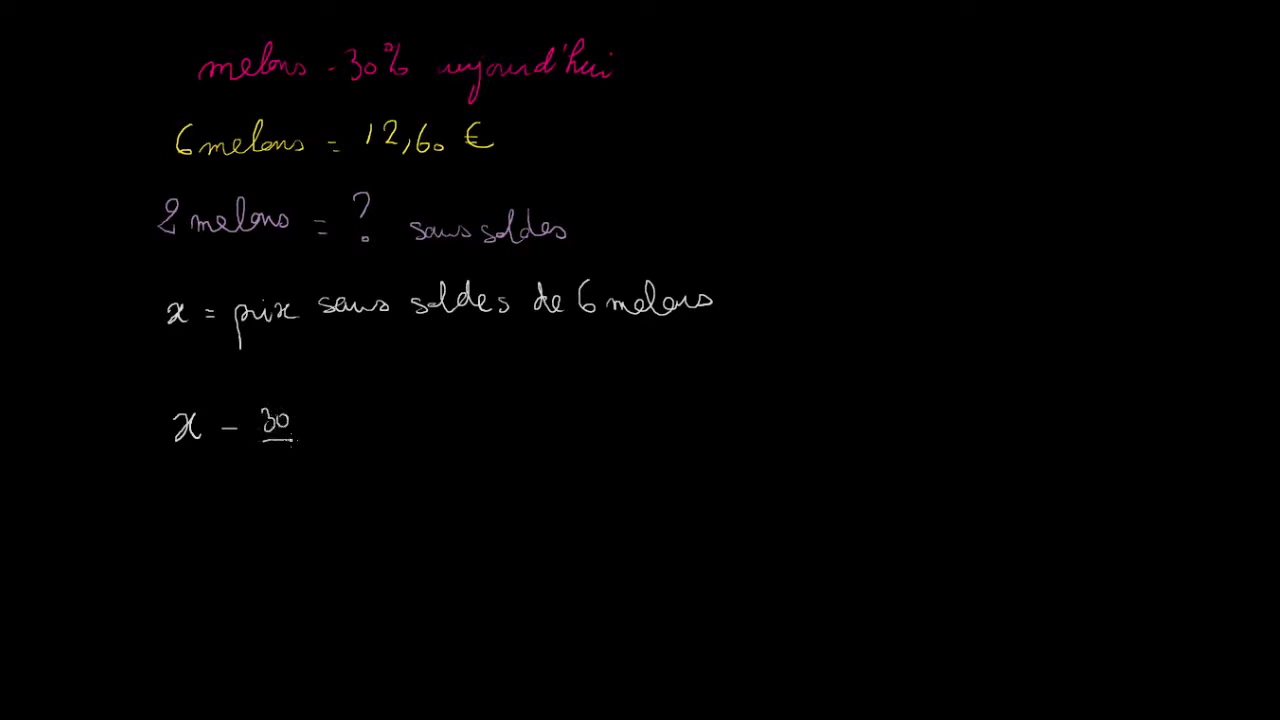 melons - 30% aujourd'hui
6 melons = 12,60 €
2 melons = ? sans soldes
x = prix sans soldes de 6 melons
x - 30